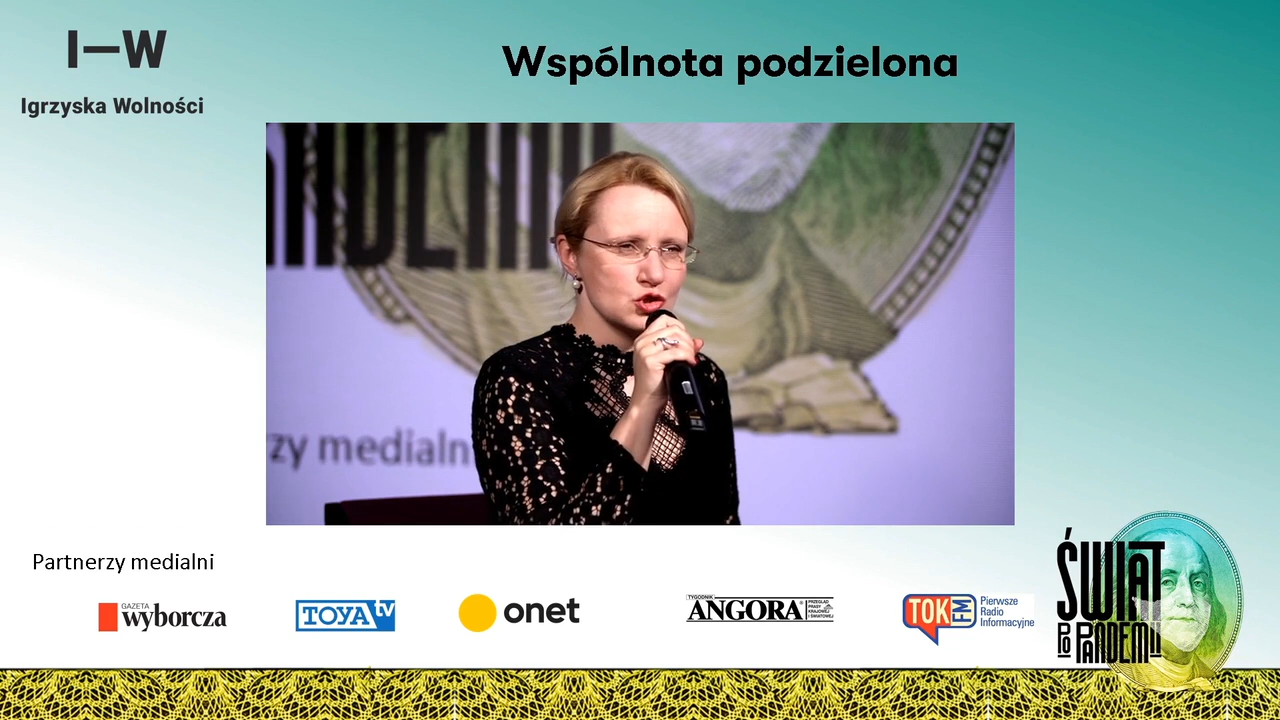 I—W
Igrzyska Wolności
Wspólnota podzielona
zy medialn
Partnerzy medialni
GAZETA
wyborcza
TOYA tv
onet
TYGODNIK
ANGORA
PRZEGLĄD
PRASY
KRAJOWEJ
I ŚWIATOWEJ
TOK FM
Pierwsze
Radio
Informacyjne
ŚWIAT
PO PANDEMII